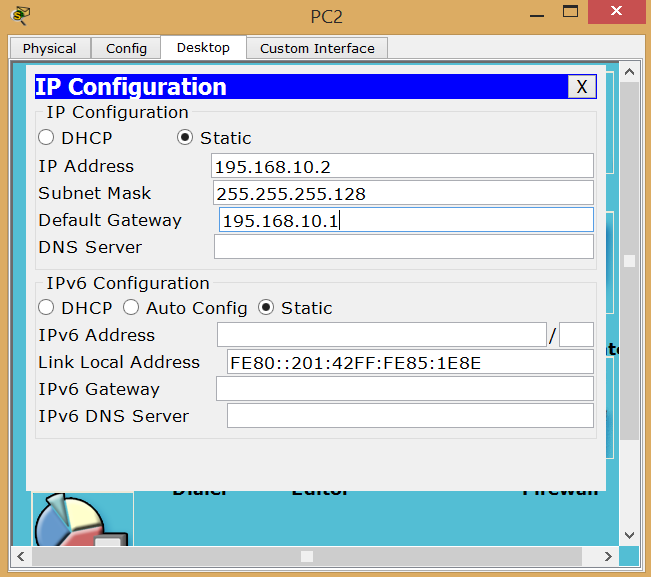 PC2
Physical Config Desktop Custom Interface
IP Configuration X
IP Configuration
DHCP Static
IP Address 195.168.10.2
Subnet Mask 255.255.255.128
Default Gateway 195.168.10.1
DNS Server
IPv6 Configuration
DHCP Auto Config Static
IPv6 Address /
Link Local Address FE80::201:42FF:FE85:1E8E
IPv6 Gateway
IPv6 DNS Server
Dialer Editor Firewall